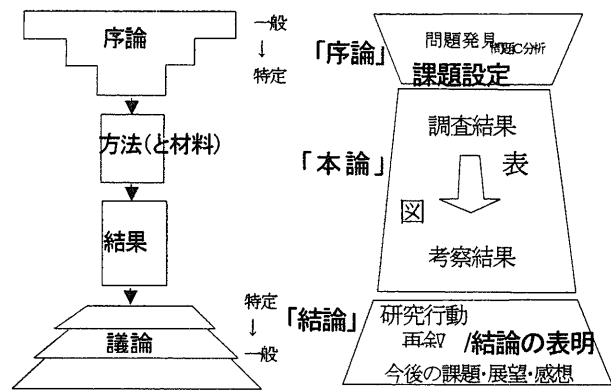 序論
一般
↓
特定
方法(と材料)
結果
議論
特定
↓
一般
「序論」
問題発見
課題設定
「本論」
調査結果
表
図
考察結果
「結論」
研究行動
再叙/結論の表明
今後の課題・展望・感想